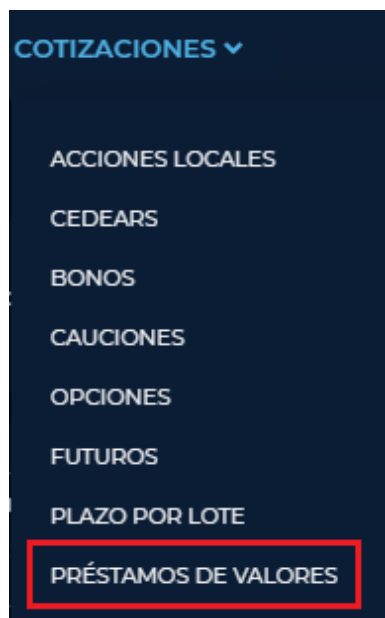 COTIZACIONES
ACCIONES LOCALES
CEDEARS
BONOS
CAUCIONES
OPCIONES
FUTUROS
PLAZO POR LOTE
PRÉSTAMOS DE VALORES